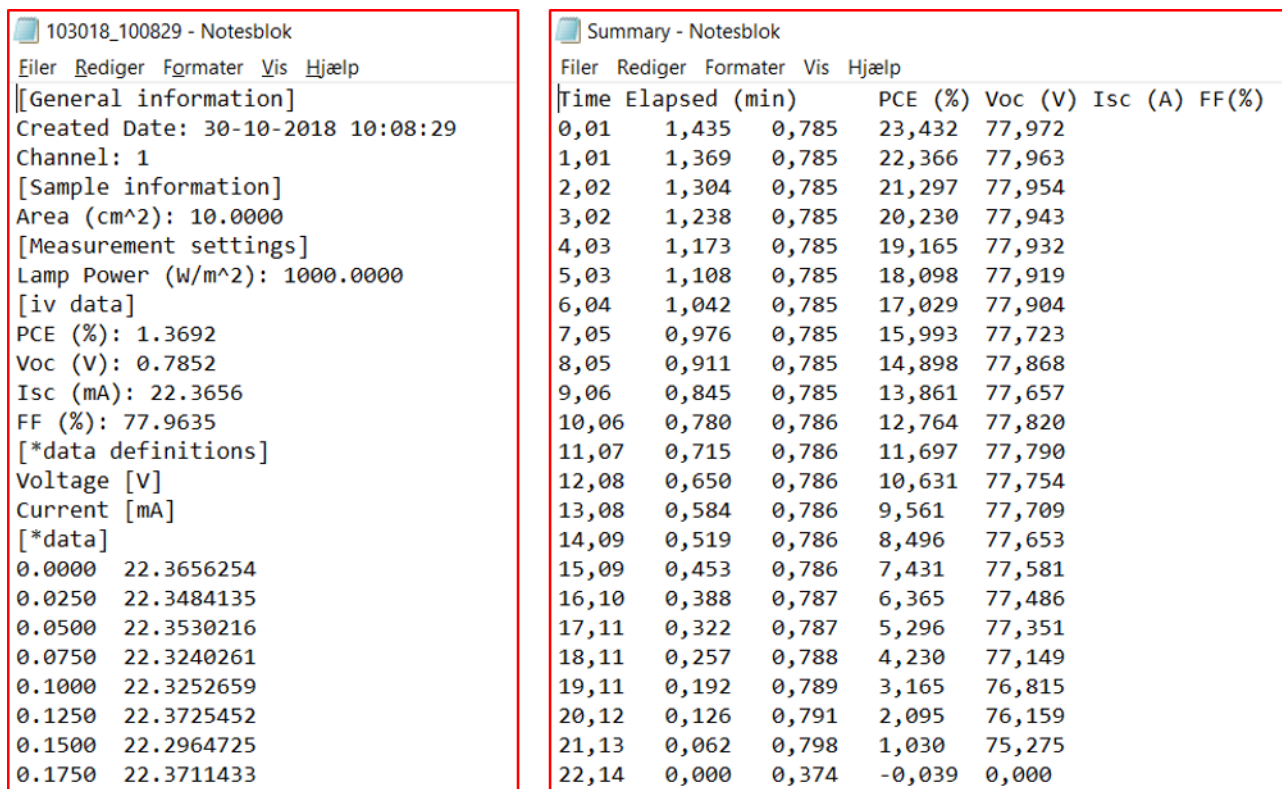 103018_100829 - Notesblok
Filer Rediger Formater Vis Hjælp
[General information]
Created Date: 30-10-2018 10:08:29
Channel: 1
[Sample information]
Area (cm^2): 10.0000
[Measurement settings]
Lamp Power (W/m^2): 1000.0000
[iv data]
PCE (%): 1.3692
Voc (V): 0.7852
Isc (mA): 22.3656
FF (%): 77.9635
[*data definitions]
Voltage [V]
Current [mA]
[*data]
0.0000 22.3656254
0.0250 22.3484135
0.0500 22.3530216
0.0750 22.3240261
0.1000 22.3252659
0.1250 22.3725452
0.1500 22.2964725
0.1750 22.3711433
Summary - Notesblok
Filer Rediger Formater Vis Hjælp
Time Elapsed (min) PCE (%) Voc (V) Isc (A) FF(%)
0,01 1,435 0,785 23,432 77,972
1,01 1,369 0,785 22,366 77,963
2,02 1,304 0,785 21,297 77,954
3,02 1,238 0,785 20,230 77,943
4,03 1,173 0,785 19,165 77,932
5,03 1,108 0,785 18,098 77,919
6,04 1,042 0,785 17,029 77,904
7,05 0,976 0,785 15,993 77,723
8,05 0,911 0,785 14,898 77,868
9,06 0,845 0,785 13,861 77,657
10,06 0,780 0,786 12,764 77,820
11,07 0,715 0,786 11,697 77,790
12,08 0,650 0,786 10,631 77,754
13,08 0,584 0,786 9,561 77,709
14,09 0,519 0,786 8,496 77,653
15,09 0,453 0,786 7,431 77,581
16,10 0,388 0,787 6,365 77,486
17,11 0,322 0,787 5,296 77,351
18,11 0,257 0,788 4,230 77,149
19,11 0,192 0,789 3,165 76,815
20,12 0,126 0,791 2,095 76,159
21,13 0,062 0,798 1,030 75,275
22,14 0,000 0,374 -0,039 0,000